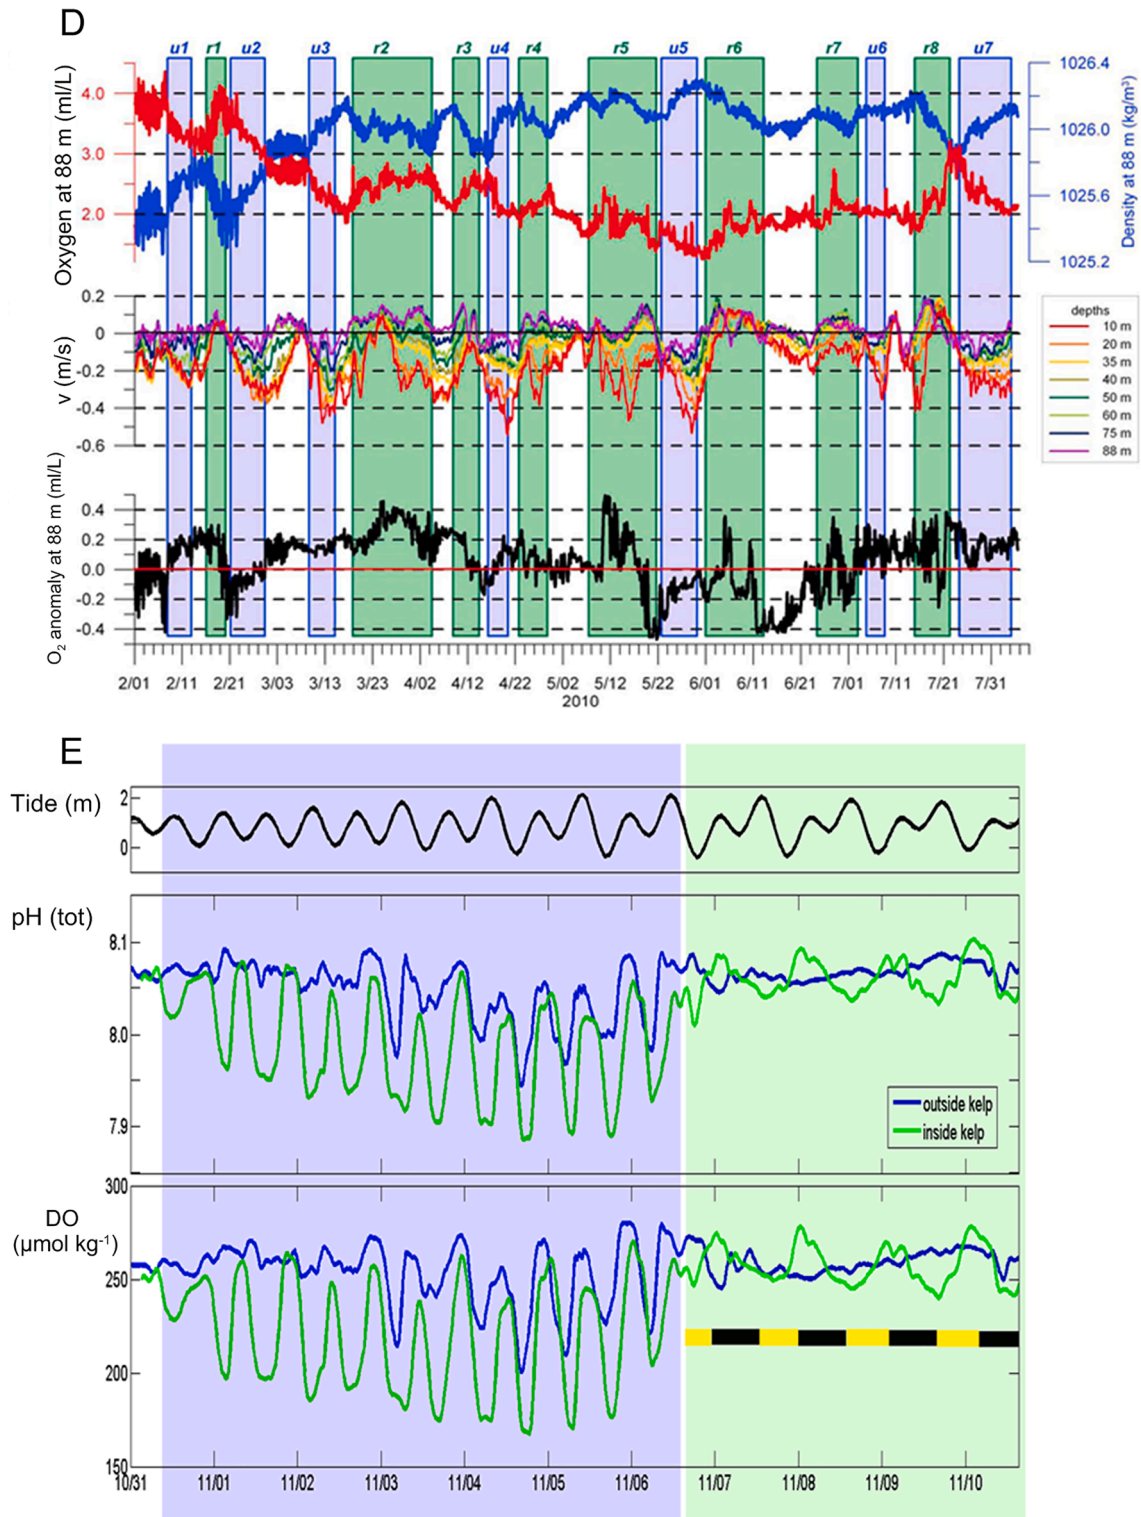 D
u1 r1 u2 u3 r2 r3 u4 r4 r5 u5 r6 r7 u6 r8 u7
Oxygen at 88 m (ml/L)
4.0
3.0
2.0
1026.4
1026.0
1025.6
1025.2
Density at 88 m (kg/m³)
v (m/s)
0.2
0
-0.2
-0.4
-0.6
depths
10 m
20 m
35 m
40 m
50 m
60 m
75 m
88 m
O₂ anomaly at 88 m (ml/L)
0.4
0.2
0.0
-0.2
-0.4
2/01 2/11 2/21 3/03 3/13 3/23 4/02 4/12 4/22 5/02 5/12 5/22 6/01 6/11 6/21 7/01 7/11 7/21 7/31
2010
E
Tide (m)
2
0
pH (tot)
8.1
8.0
7.9
outside kelp
inside kelp
DO
(µmol kg⁻¹)
300
250
200
150
10/31 11/01 11/02 11/03 11/04 11/05 11/06 11/07 11/08 11/09 11/10